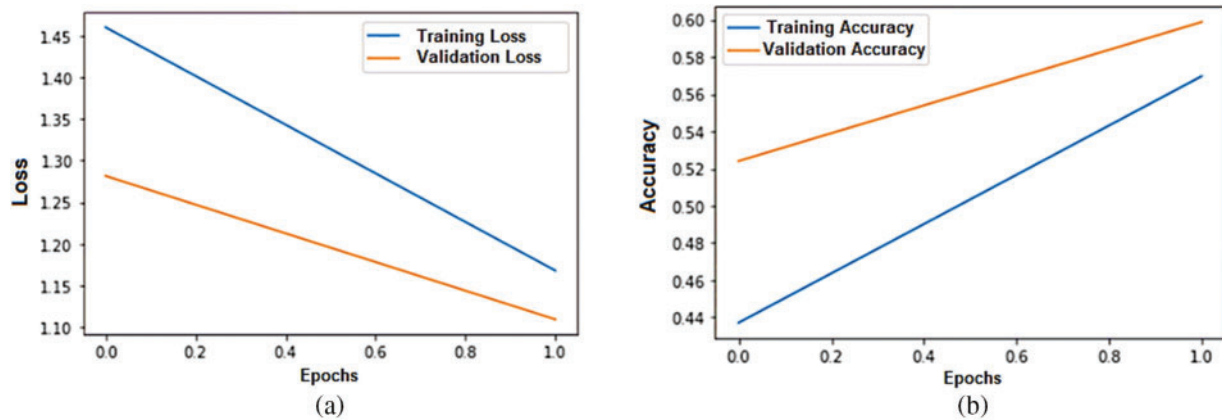 Training Loss
Validation Loss
1.45
1.40
1.35
1.30
1.25
1.20
1.15
1.10
Loss
0.0 0.2 0.4 0.6 0.8 1.0
Epochs
(a)
Training Accuracy
Validation Accuracy
0.60
0.58
0.56
0.54
0.52
0.50
0.48
0.46
0.44
Accuracy
0.0 0.2 0.4 0.6 0.8 1.0
Epochs
(b)